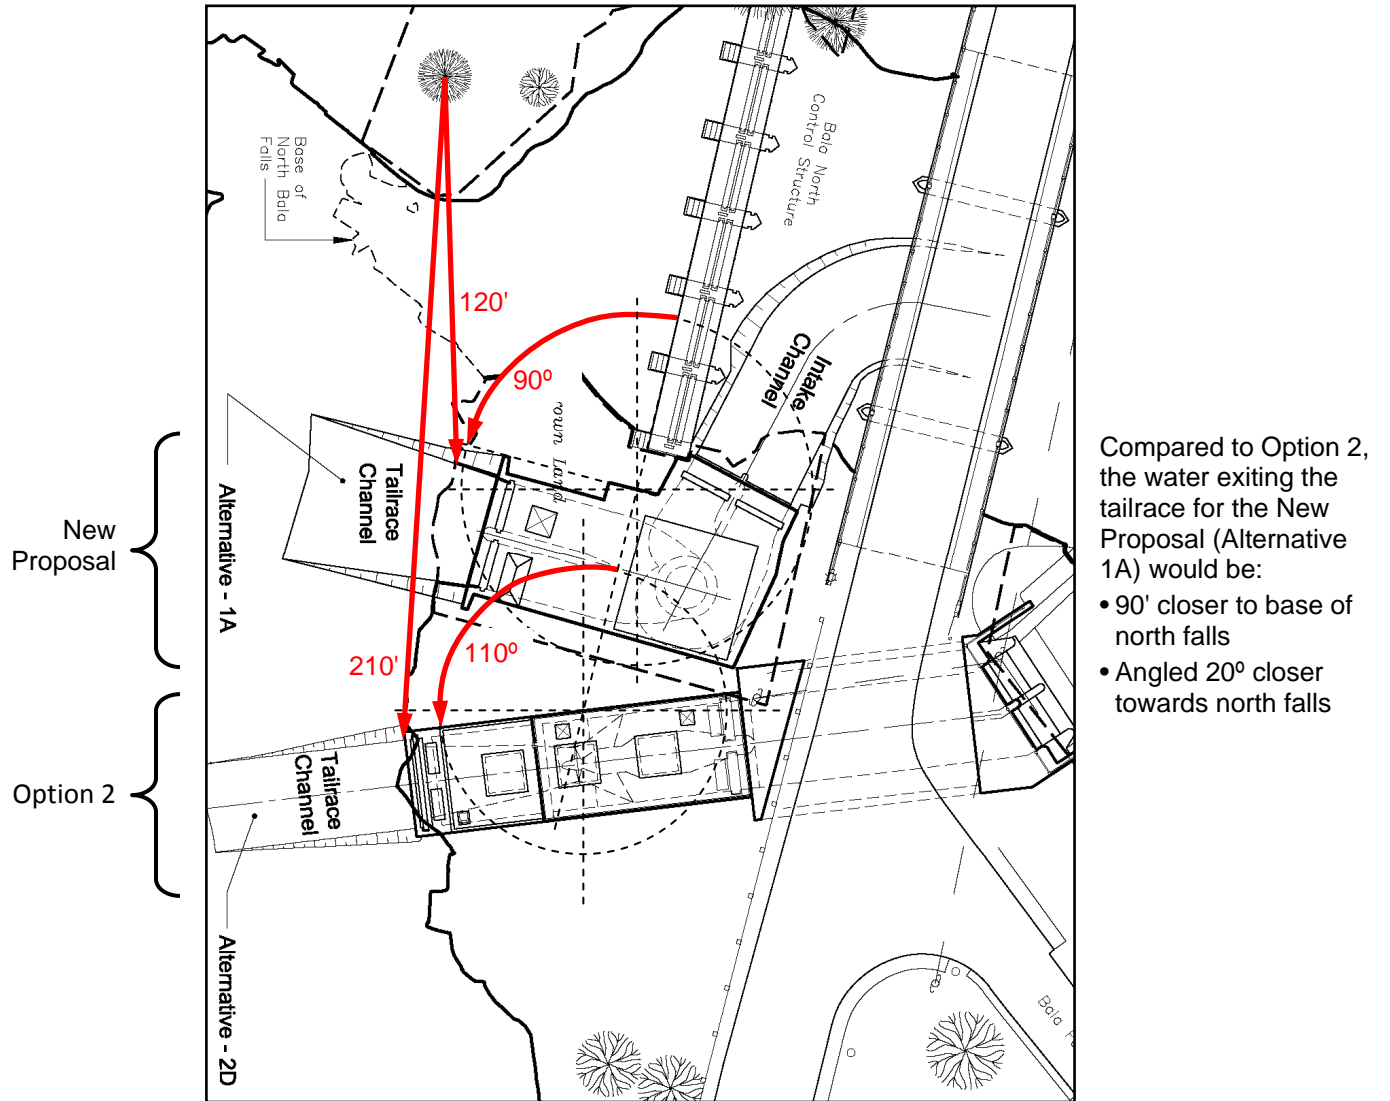 Bala North
Control Structure
Base of
North Bala
Falls
120'
90º
Intake
Channel
rown Land
Tailrace
Channel
Alternative - 1A
New
Proposal
210'
110º
Option 2
Tailrace
Channel
Alternative - 2D
Bala
Compared to Option 2,
the water exiting the
tailrace for the New
Proposal (Alternative
1A) would be:
• 90' closer to base of
north falls
• Angled 20º closer
towards north falls